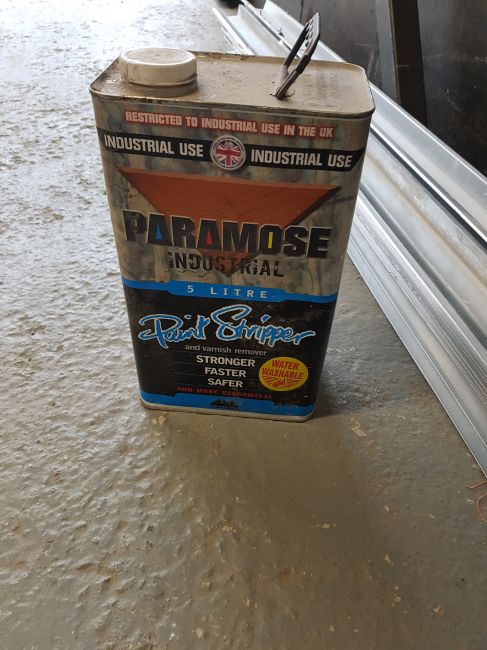 RESTRICTED TO INDUSTRIAL USE IN THE UK
INDUSTRIAL USE INDUSTRIAL USE
PARAMOSE
INDUSTRIAL
5 LITRE
Paint Stripper
and varnish remover
STRONGER
FASTER
SAFER
WATER
WASHABLE
AND MORE ECONOMICAL